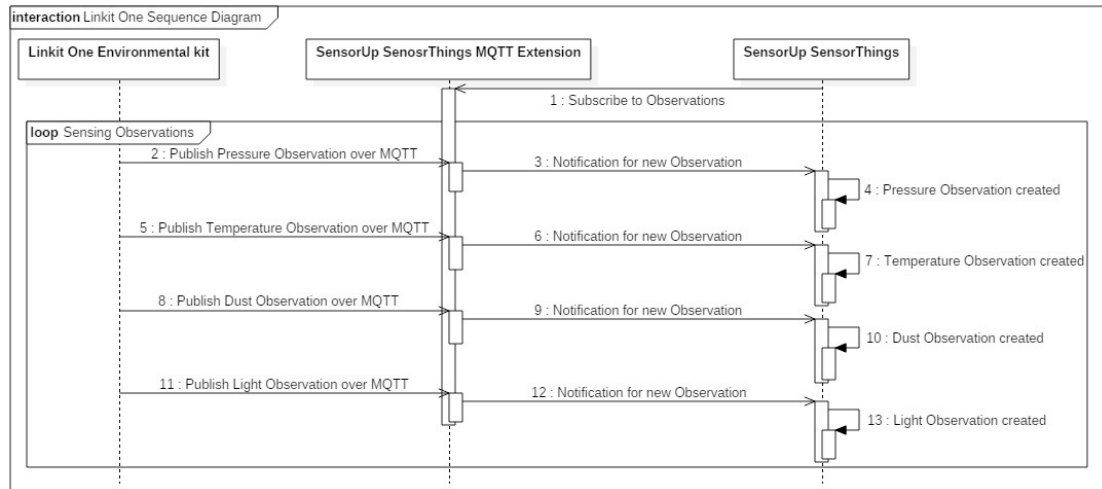 interaction Linkit One Sequence Diagram
Linkit One Environmental kit
SensorUp SenosrThings MQTT Extension
SensorUp SensorThings
1 : Subscribe to Observations
loop Sensing Observations
2 : Publish Pressure Observation over MQTT
3 : Notification for new Observation
4 : Pressure Observation created
5 : Publish Temperature Observation over MQTT
6 : Notification for new Observation
7 : Temperature Observation created
8 : Publish Dust Observation over MQTT
9 : Notification for new Observation
10 : Dust Observation created
11 : Publish Light Observation over MQTT
12 : Notification for new Observation
13 : Light Observation created